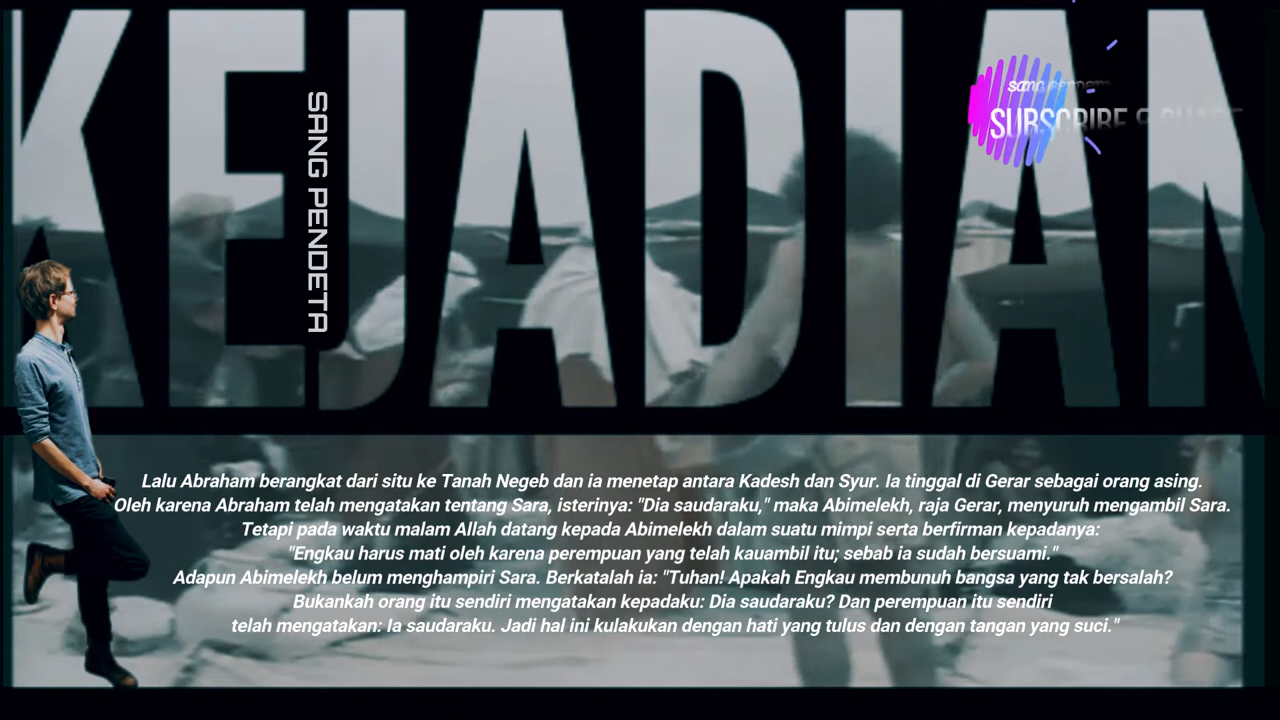 KEJADIAN
SANG PENDETA
sang pendeta
SUBSCRIBE & SHARE
Lalu Abraham berangkat dari situ ke Tanah Negeb dan ia menetap antara Kadesh dan Syur. Ia tinggal di Gerar sebagai orang asing.
Oleh karena Abraham telah mengatakan tentang Sara, isterinya: "Dia saudaraku," maka Abimelekh, raja Gerar, menyuruh mengambil Sara.
Tetapi pada waktu malam Allah datang kepada Abimelekh dalam suatu mimpi serta berfirman kepadanya:
"Engkau harus mati oleh karena perempuan yang telah kauambil itu; sebab ia sudah bersuami."
Adapun Abimelekh belum menghampiri Sara. Berkatalah ia: "Tuhan! Apakah Engkau membunuh bangsa yang tak bersalah?
Bukankah orang itu sendiri mengatakan kepadaku: Dia saudaraku? Dan perempuan itu sendiri
telah mengatakan: Ia saudaraku. Jadi hal ini kulakukan dengan hati yang tulus dan dengan tangan yang suci."